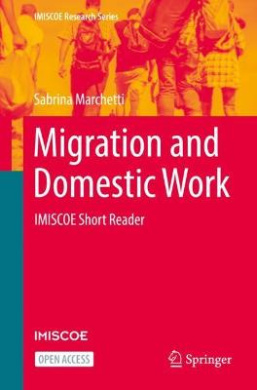 IMISCOE Research Series
Sabrina Marchetti
Migration and
Domestic Work
IMISCOE Short Reader
IMISCOE
OPEN ACCESS
Springer